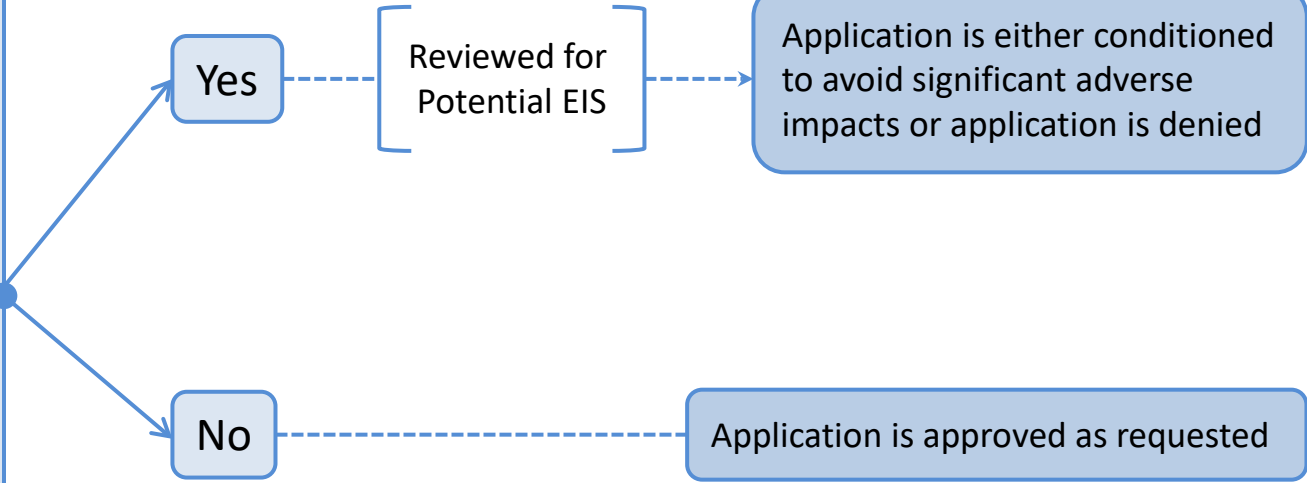 Yes
Reviewed for
Potential EIS
Application is either conditioned
to avoid significant adverse
impacts or application is denied
No
Application is approved as requested